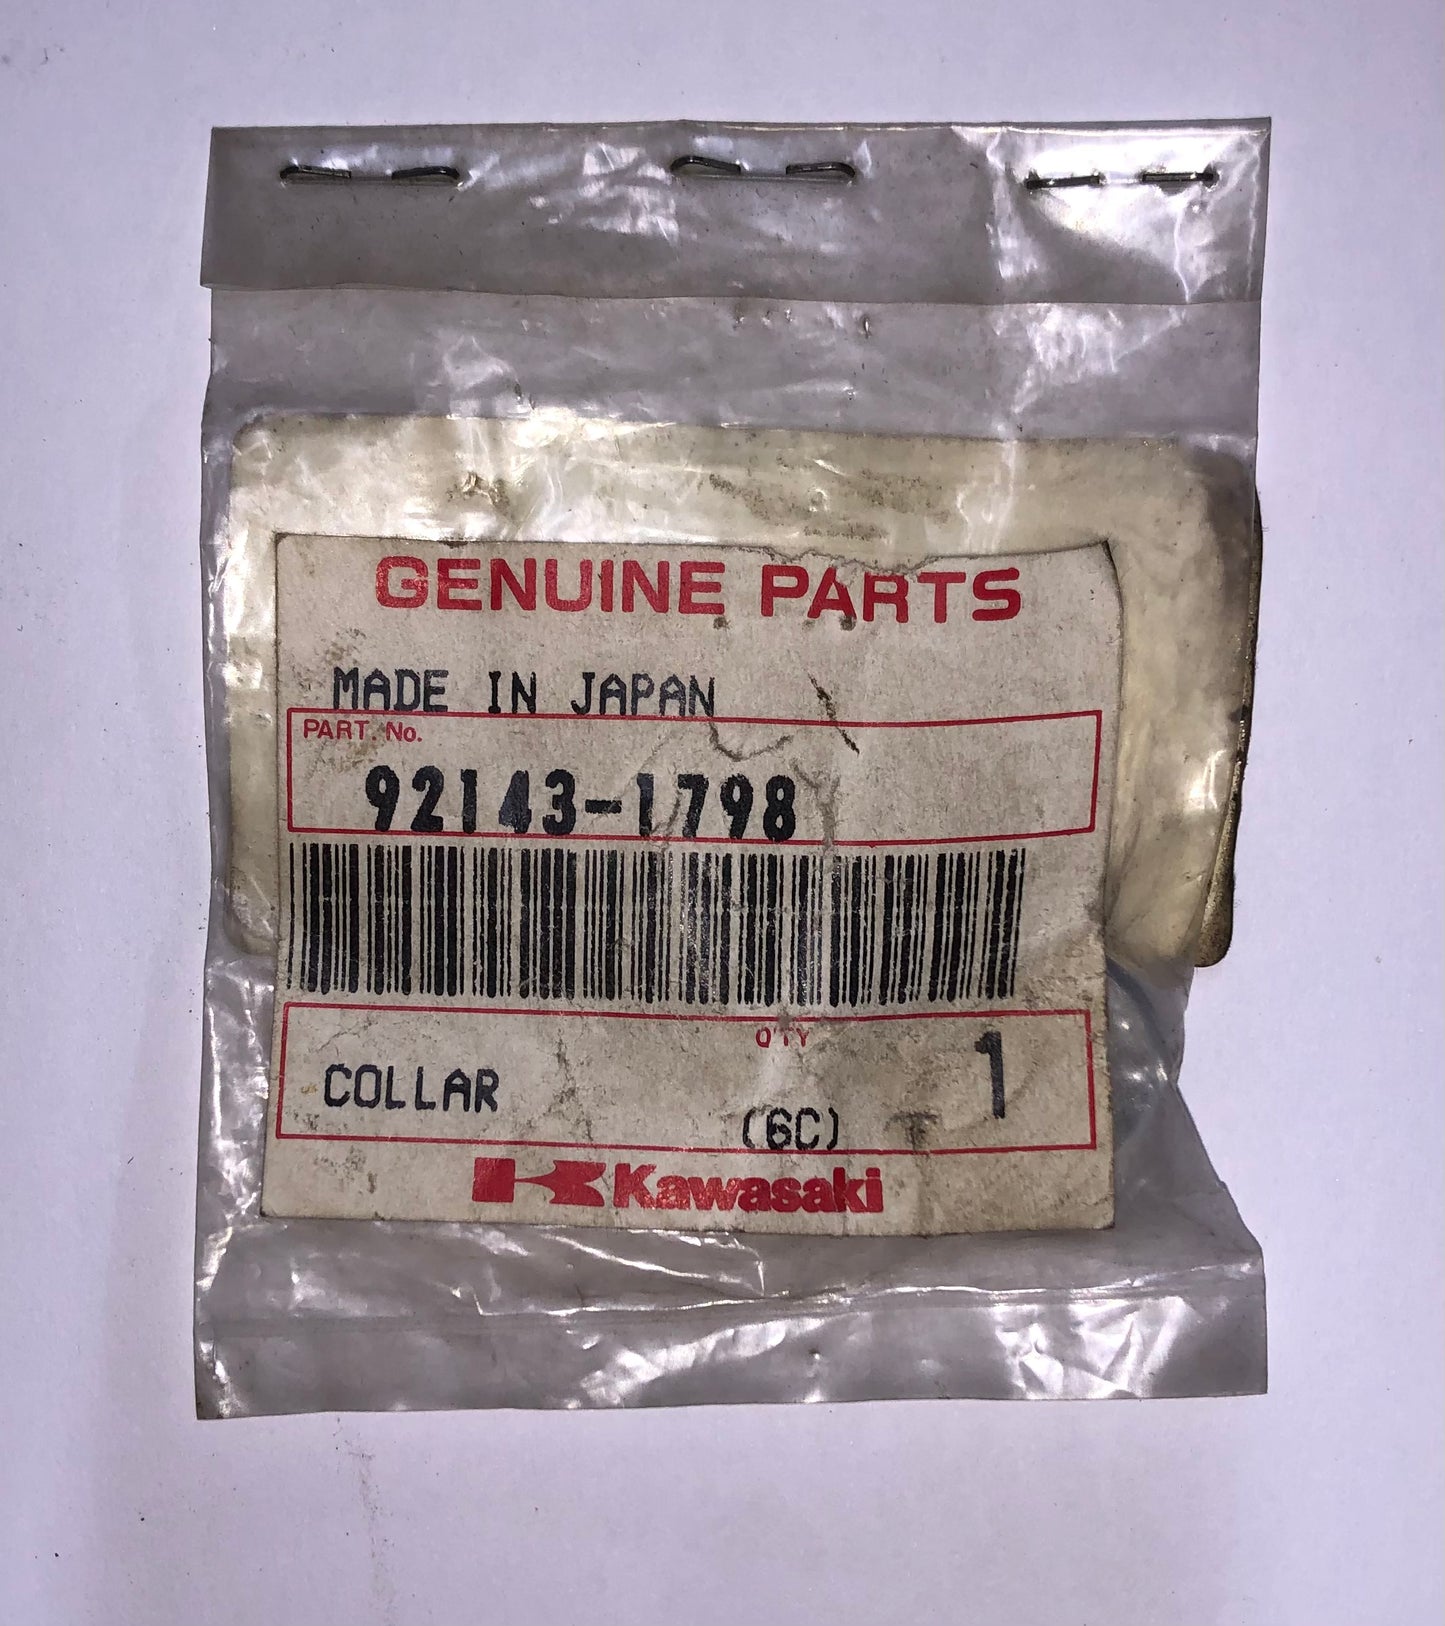 GENUINE PARTS
MADE IN JAPAN
PART. No.
92143-1798
Q'TY
COLLAR
(6C)
1
Kawasaki